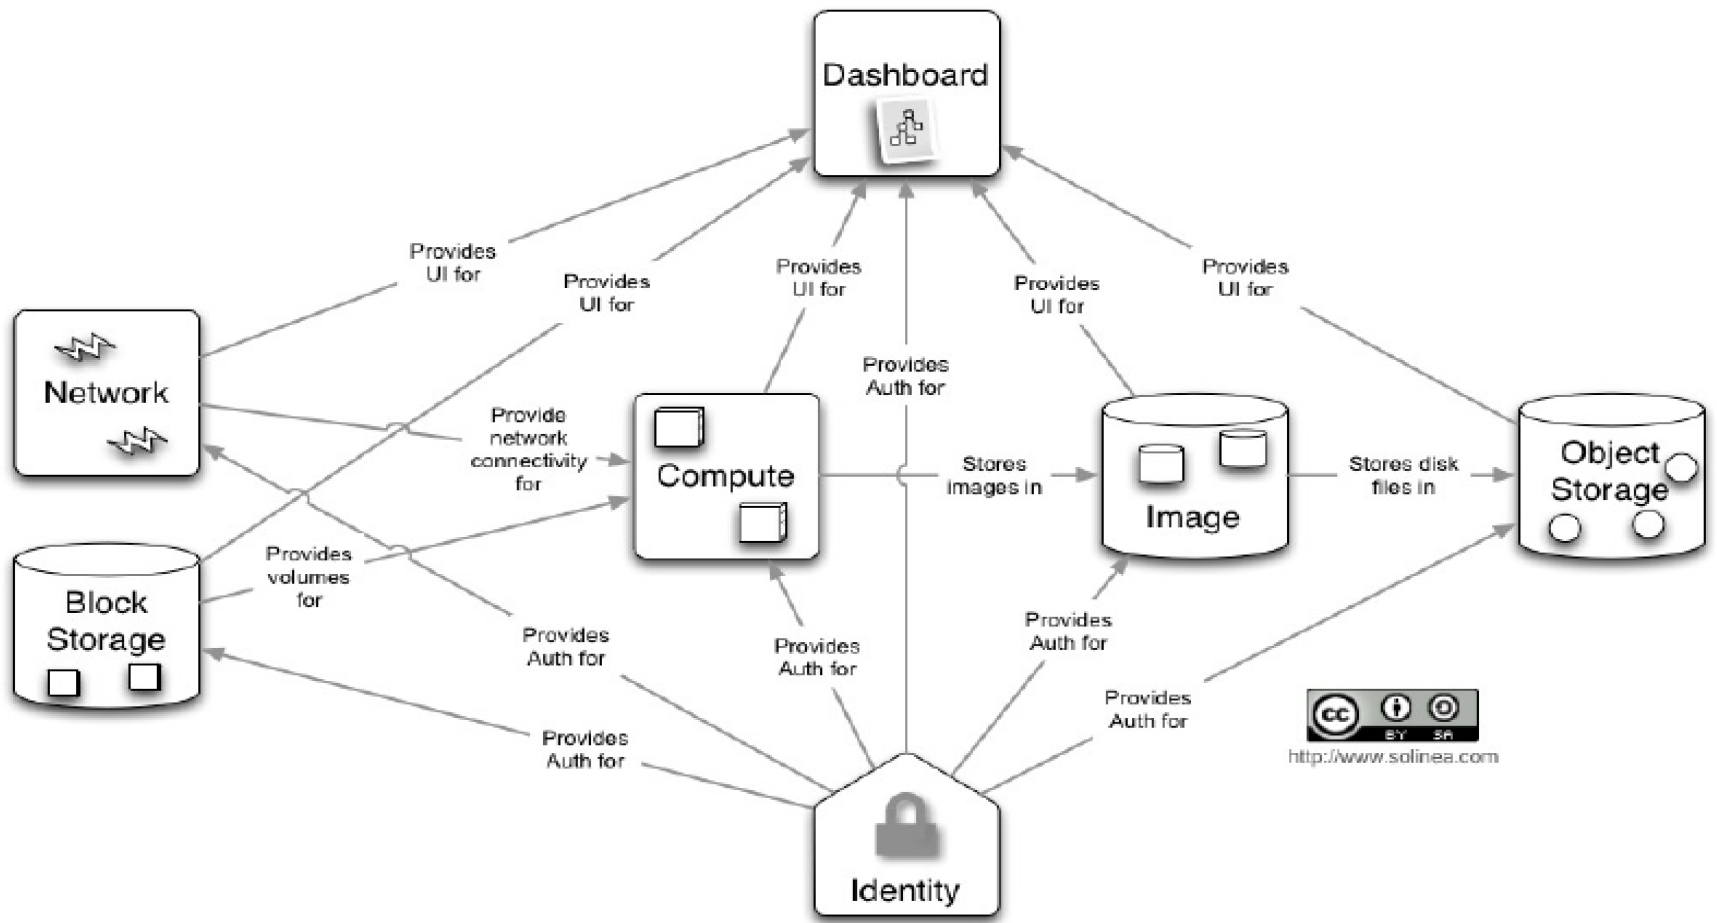 Dashboard
Provides
UI for
Provides
UI for
Provides
UI for
Provides
UI for
Provides
UI for
Provides
Auth for
Network
Provide
network
connectivity
for
Compute
Stores
images in
Image
Stores disk
files in
Object
Storage
Block
Storage
Provides
volumes
for
Provides
Auth for
Provides
Auth for
Provides
Auth for
Provides
Auth for
Provides
Auth for
Identity
cc
BY SA
http://www.solinea.com